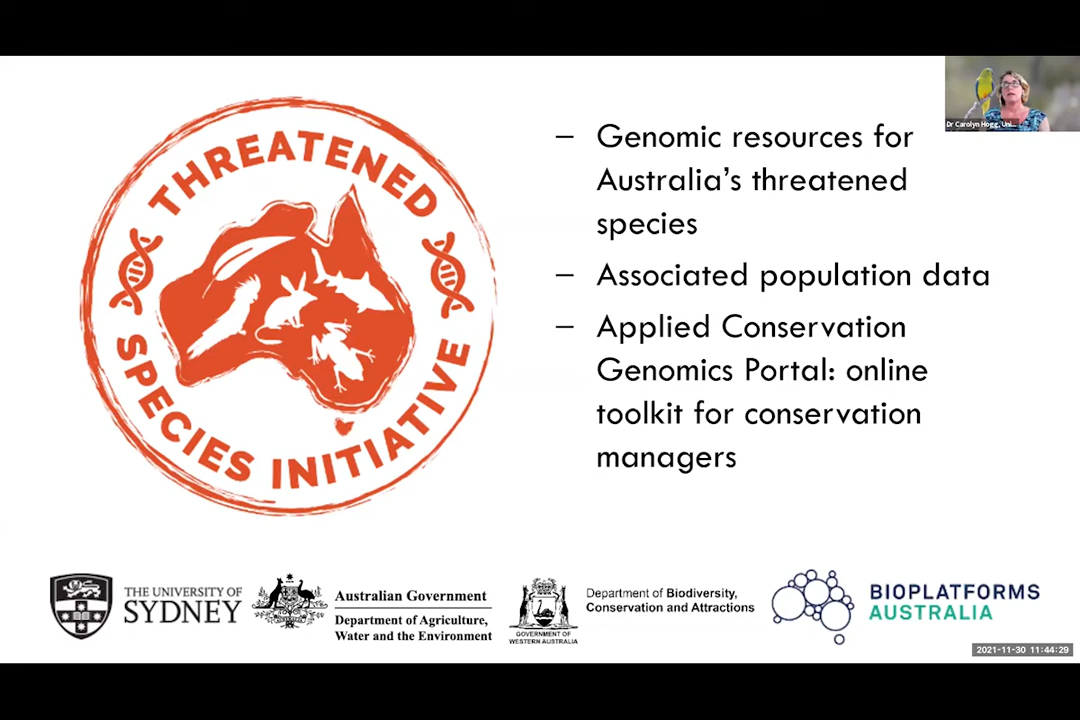 THREATENED
SPECIES INITIATIVE
– Genomic resources for
Australia’s threatened
species
– Associated population data
– Applied Conservation
Genomics Portal: online
toolkit for conservation
managers
Dr Carolyn Hogg, Uni...
THE UNIVERSITY OF
SYDNEY
Australian Government
Department of Agriculture,
Water and the Environment
GOVERNMENT OF
WESTERN AUSTRALIA
Department of Biodiversity,
Conservation and Attractions
BIOPLATFORMS
AUSTRALIA
2021-11-30 11:44:29